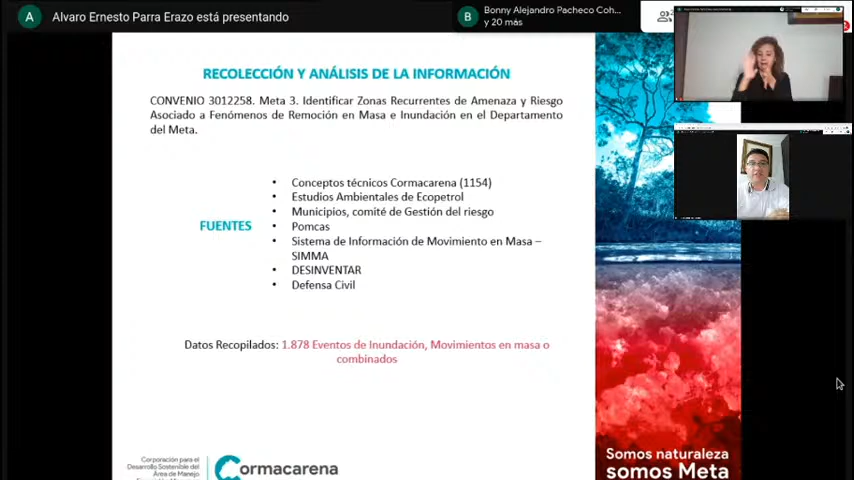 A Alvaro Ernesto Parra Erazo está presentando
B Bonny Alejandro Pacheco Coh...
y 20 más
RECOLECCIÓN Y ANÁLISIS DE LA INFORMACIÓN
CONVENIO 3012258. Meta 3. Identificar Zonas Recurrentes de Amenaza y Riesgo
Asociado a Fenómenos de Remoción en Masa e Inundación en el Departamento
del Meta.
FUENTES
• Conceptos técnicos Cormacarena (1154)
• Estudios Ambientales de Ecopetrol
• Municipios, comité de Gestión del riesgo
• Pomcas
• Sistema de Información de Movimiento en Masa –
SIMMA
• DESINVENTAR
• Defensa Civil
Datos Recopilados: 1.878 Eventos de Inundación, Movimientos en masa o
combinados
Corporación para el
Desarrollo Sostenible del
Área de Manejo
Cormacarena
Somos naturaleza
somos Meta